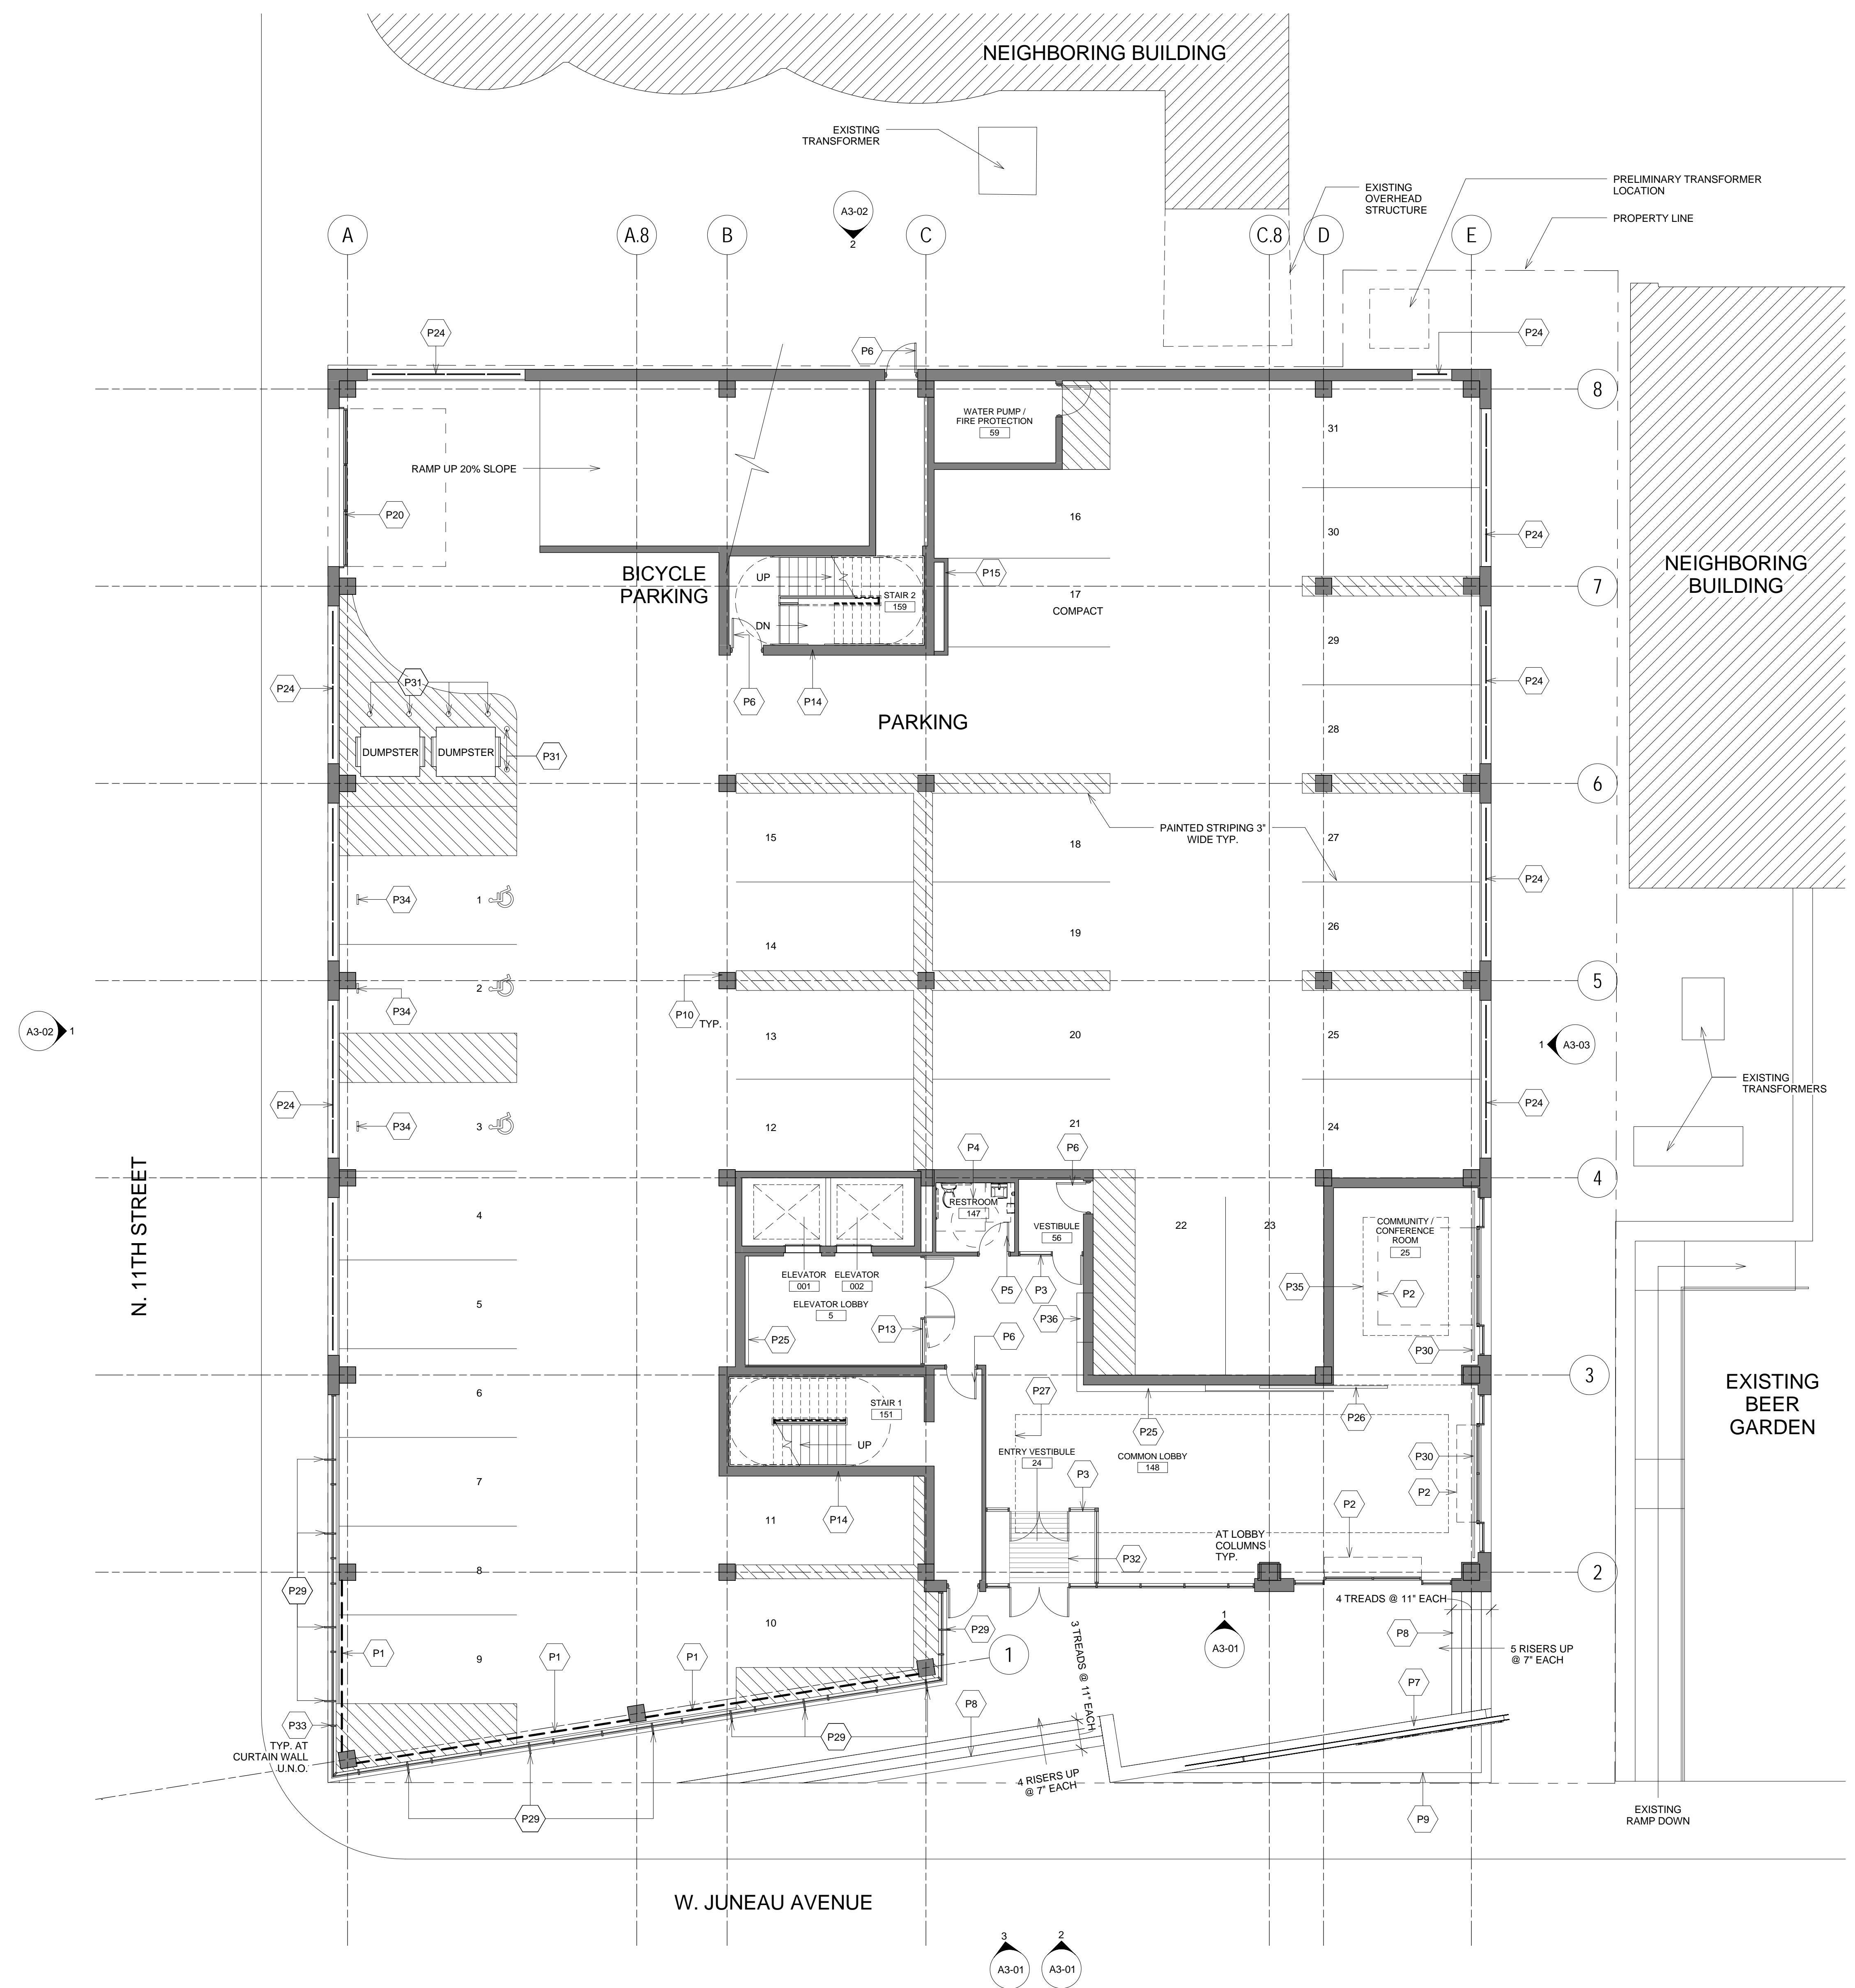 NEIGHBORING BUILDING
EXISTING
TRANSFORMER
PRELIMINARY TRANSFORMER
LOCATION
EXISTING
OVERHEAD
STRUCTURE
PROPERTY LINE
A3-02
2
A
A.8
B
C
C.8
D
E
P24
P6
P24
8
31
WATER PUMP /
FIRE PROTECTION
59
RAMP UP 20% SLOPE
P20
16
30
P24
BICYCLE
PARKING
UP
STAIR 2
159
DN
P15
17
COMPACT
7
NEIGHBORING
BUILDING
29
P24
P31
P6
P14
P24
PARKING
28
DUMPSTER
DUMPSTER
P31
6
15
18
PAINTED STRIPING 3"
WIDE TYP.
27
P24
P34
1
14
19
26
2
5
P34
P10
TYP.
A3-02
1
13
20
25
1
A3-03
EXISTING
TRANSFORMERS
P24
P24
P34
3
12
21
24
P4
P6
N. 11TH STREET
4
RESTROOM
147
VESTIBULE
56
4
22
23
COMMUNITY /
CONFERENCE
ROOM
25
ELEVATOR
001
ELEVATOR
002
P5
P3
P35
P2
ELEVATOR LOBBY
5
5
P25
P13
P6
P36
P30
3
6
STAIR 1
151
P27
P25
P26
EXISTING
BEER
GARDEN
UP
ENTRY VESTIBULE
24
COMMON LOBBY
148
P30
7
P3
P2
P2
11
P14
AT LOBBY
COLUMNS
TYP.
P32
8
2
P29
4 TREADS @ 11" EACH
10
P29
1
A3-01
P8
5 RISERS UP
@ 7" EACH
P1
9
P1
P1
1
3 TREADS @ 11" EACH
P7
P8
P33
TYP. AT
CURTAIN WALL
U.N.O.
P29
4 RISERS UP
@ 7" EACH
P29
P9
EXISTING
RAMP DOWN
W. JUNEAU AVENUE
3
A3-01
2
A3-01